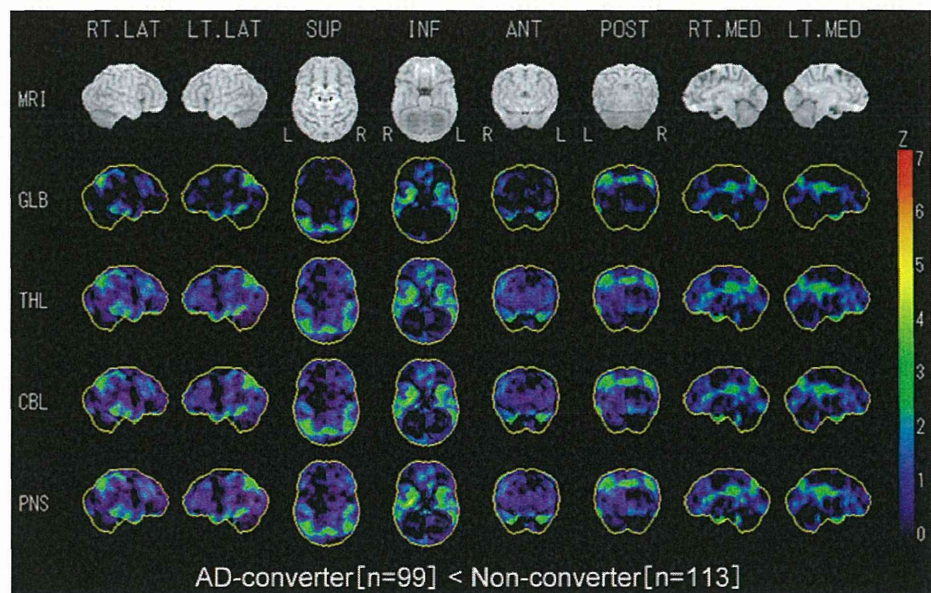 RT.LAT LT.LAT SUP INF ANT POST RT.MED LT.MED
MRI
L R R L R L L R
Z
7
GLB
6
5
THL
4
3
CBL
2
1
PNS
0
AD-converter[n=99] < Non-converter[n=113]